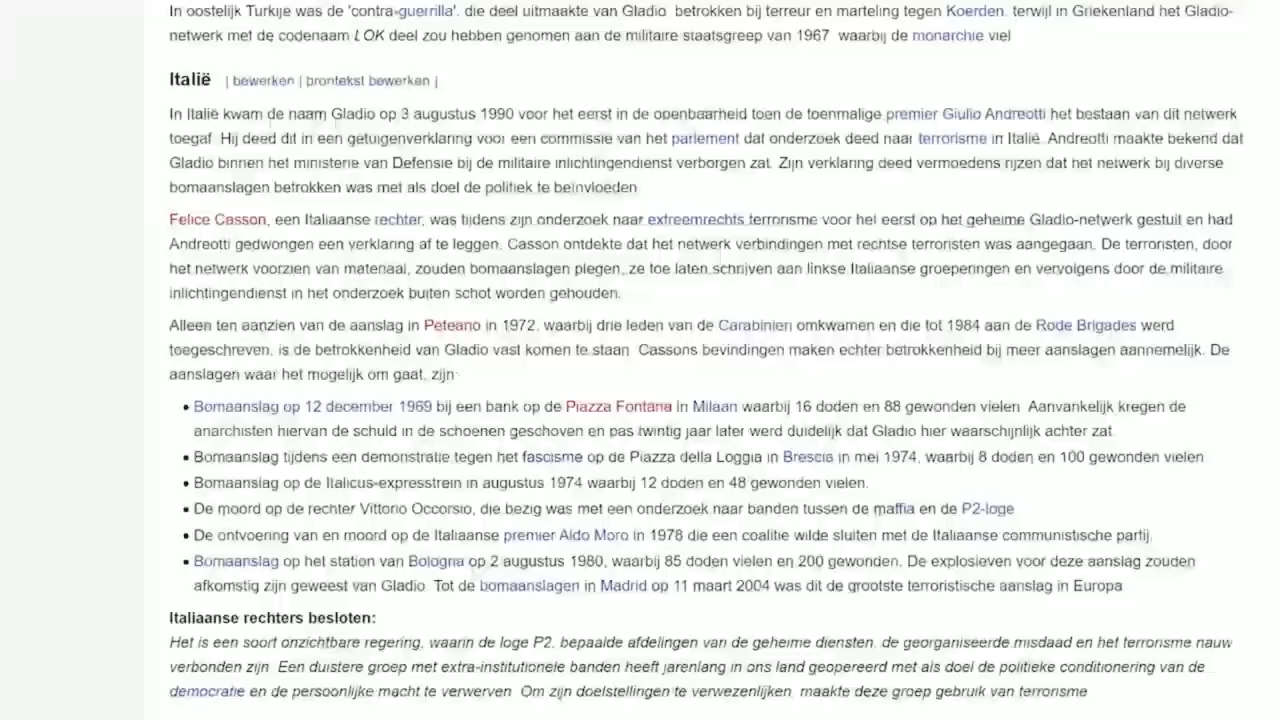 In oostelijk Turkije was de 'contra-guerrilla', die deel uitmaakte van Gladio, betrokken bij terreur en marteling tegen Koerden, terwijl in Griekenland het Gladio-
netwerk met de codenaam LOK deel zou hebben genomen aan de militaire staatsgreep van 1967, waarbij de monarchie viel
Italië [ bewerken | brontekst bewerken ]
In Italië kwam de naam Gladio op 3 augustus 1990 voor het eerst in de openbaarheid toen de toenmalige premier Giulio Andreotti het bestaan van dit netwerk
toegaf. Hij deed dit in een getuigenverklaring voor een commissie van het parlement dat onderzoek deed naar terrorisme in Italië. Andreotti maakte bekend dat
Gladio binnen het ministerie van Defensie bij de militaire inlichtingendienst verborgen zat. Zijn verklaring deed vermoedens rijzen dat het netwerk bij diverse
bomaanslagen betrokken was met als doel de politiek te beïnvloeden.
Felice Casson, een Italiaanse rechter, was tijdens zijn onderzoek naar extreemrechts terrorisme voor het eerst op het geheime Gladio-netwerk gestuit en had
Andreotti gedwongen een verklaring af te leggen. Casson ontdekte dat het netwerk verbindingen met rechtse terroristen was aangegaan. De terroristen, door
het netwerk voorzien van materiaal, zouden bomaanslagen plegen, ze toe laten schrijven aan linkse Italiaanse groeperingen en vervolgens door de militaire
inlichtingendienst in het onderzoek buiten schot worden gehouden.
Alleen ten aanzien van de aanslag in Peteano in 1972, waarbij drie leden van de Carabinieri omkwamen en die tot 1984 aan de Rode Brigades werd
toegeschreven, is de betrokkenheid van Gladio vast komen te staan. Cassons bevindingen maken echter betrokkenheid bij meer aanslagen aannemelijk. De
aanslagen waar het mogelijk om gaat, zijn:
• Bomaanslag op 12 december 1969 bij een bank op de Piazza Fontana in Milaan waarbij 16 doden en 88 gewonden vielen. Aanvankelijk kregen de
anarchisten hiervan de schuld in de schoenen geschoven en pas twintig jaar later werd duidelijk dat Gladio hier waarschijnlijk achter zat.
• Bomaanslag tijdens een demonstratie tegen het fascisme op de Piazza della Loggia in Brescia in mei 1974, waarbij 8 doden en 100 gewonden vielen
• Bomaanslag op de Italicus-exprestrein in augustus 1974 waarbij 12 doden en 48 gewonden vielen.
• De moord op de rechter Vittorio Occorsio, die bezig was met een onderzoek naar banden tussen de maffia en de P2-loge
• De ontvoering van en moord op de Italiaanse premier Aldo Moro in 1978 die een coalitie wilde sluiten met de Italiaanse communistische partij.
• Bomaanslag op het station van Bologna op 2 augustus 1980, waarbij 85 doden vielen en 200 gewonden. De explosieven voor deze aanslag zouden
afkomstig zijn geweest van Gladio. Tot de bomaanslagen in Madrid op 11 maart 2004 was dit de grootste terroristische aanslag in Europa
Italiaanse rechters besloten:
Het is een soort onzichtbare regering, waarin de loge P2, bepaalde afdelingen van de geheime diensten, de georganiseerde misdaad en het terrorisme nauw
verbonden zijn. Een duistere groep met extra-institutionele banden heeft jarenlang in ons land geopereerd met als doel de politieke conditionering van de
democratie en de persoonlijke macht te verwerven. Om zijn doelstellingen te verwezenlijken, maakte deze groep gebruik van terrorisme